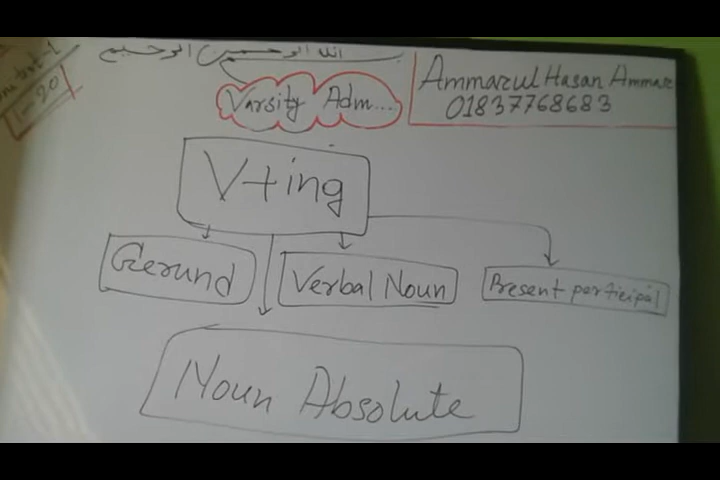 بسم الله الرحمن الرحيم
Varsity Adm...
Ammarul Hasan Ammar
01837768683
V+ing
Gerund
Verbal Noun
Present participal
Noun Absolute